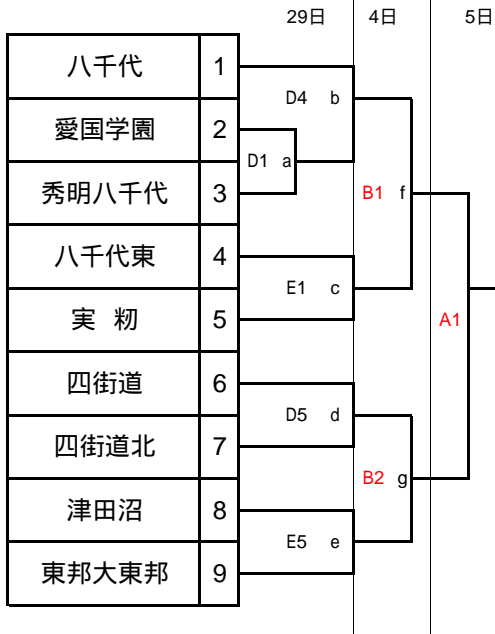 29日 4日 5日
八千代 1
D4 b
愛国学園 2
D1 a
秀明八千代 3
B1 f
八千代東 4
E1 c
実 籾 5
A1
四街道 6
D5 d
四街道北 7
B2 g
津田沼 8
E5 e
東邦大東邦 9